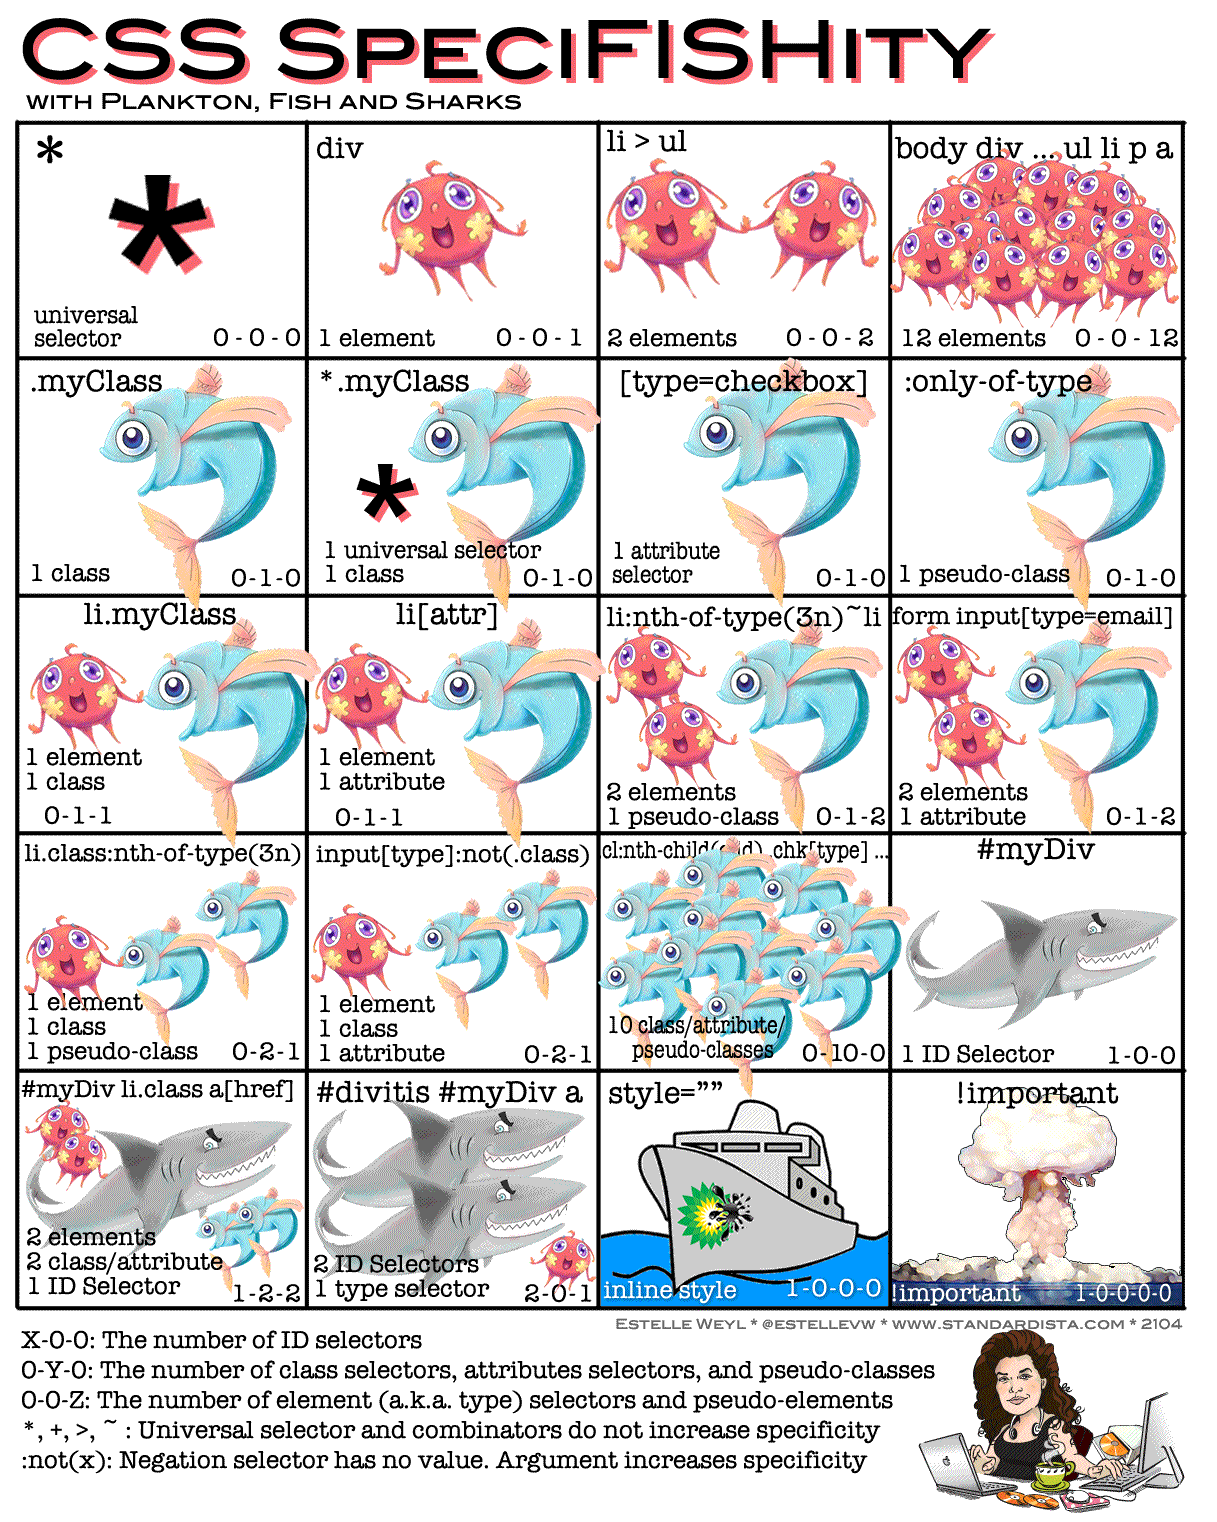 CSS SpeciFISHity
with Plankton, Fish and Sharks
*
*
universal
selector 0-0-0
div
1 element 0-0-1
li > ul
2 elements 0-0-2
body div ... ul li p a
12 elements 0-0-12
.myClass
1 class 0-1-0
*.myClass
*
1 universal selector
1 class 0-1-0
[type=checkbox]
1 attribute
selector 0-1-0
:only-of-type
1 pseudo-class 0-1-0
li.myClass
1 element
1 class
0-1-1
li[attr]
1 element
1 attribute
0-1-1
li:nth-of-type(3n)~li
2 elements
1 pseudo-class 0-1-2
form input[type=email]
2 elements
1 attribute 0-1-2
li.class:nth-of-type(3n)
1 element
1 class
1 pseudo-class 0-2-1
input[type]:not(.class)
1 element
1 class
1 attribute 0-2-1
.cl:nth-child(odd) .chk[type] ...
10 class/attribute/
pseudo-classes 0-10-0
#myDiv
1 ID Selector 1-0-0
#myDiv li.class a[href]
2 elements
2 class/attribute
1 ID Selector 1-2-2
#divitis #myDiv a
2 ID Selectors
1 type selector 2-0-1
style=””
inline style 1-0-0-0
!important
!important 1-0-0-0-0
Estelle Weyl * @estellevw * www.standardista.com * 2104
X-0-0: The number of ID selectors
0-Y-0: The number of class selectors, attributes selectors, and pseudo-classes
0-0-Z: The number of element (a.k.a. type) selectors and pseudo-elements
*, +, >, ~ : Universal selector and combinators do not increase specificity
:not(x): Negation selector has no value. Argument increases specificity